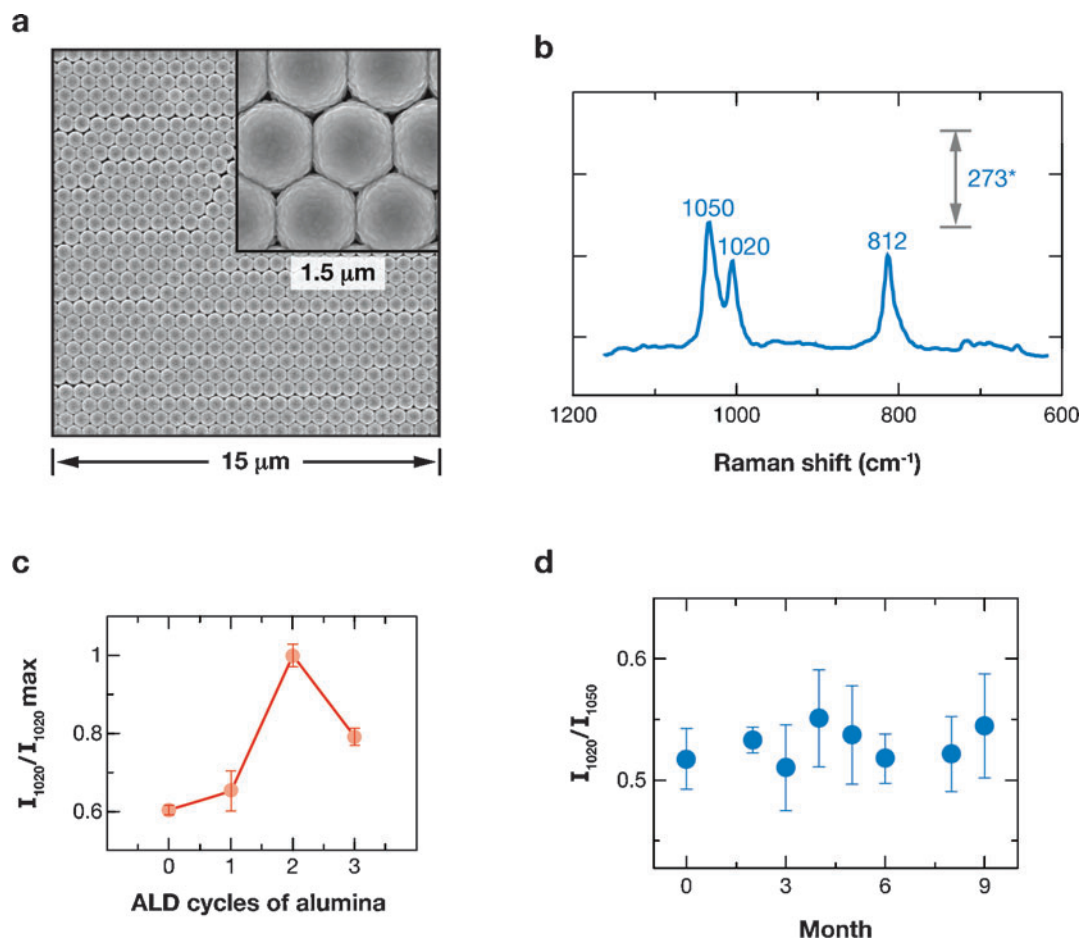 a
1.5 μm
15 μm
b
273*
1050
1020
812
1200
1000
800
600
Raman shift (cm⁻¹)
c
I₁₀₂₀/I₁₀₂₀ max
1
0.8
0.6
0
1
2
3
ALD cycles of alumina
d
I₁₀₂₀/I₁₀₅₀
0.6
0.5
0
3
6
9
Month